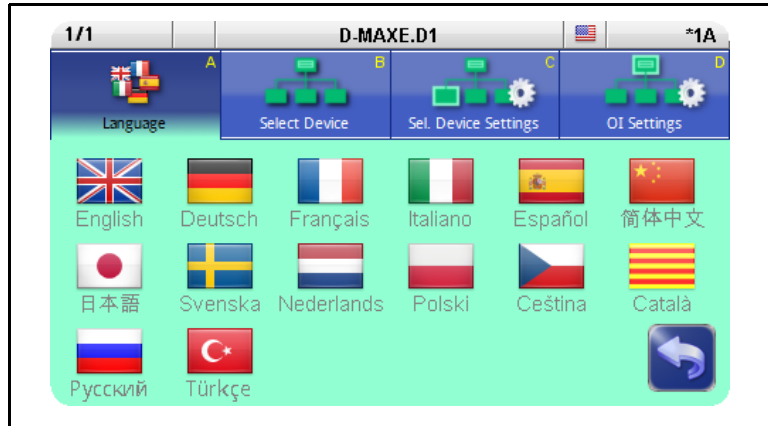 1/1 D-MAXE.D1 *1A
A B C D
Language Select Device Sel. Device Settings OI Settings
English Deutsch Français Italiano Español 简体中文
日本語 Svenska Nederlands Polski Ceština Català
Русский Türkçe